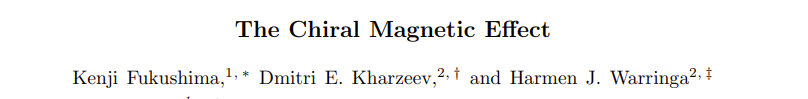 The Chiral Magnetic Effect
Kenji Fukushima,1, * Dmitri E. Kharzeev,2, † and Harmen J. Warringa2, ‡